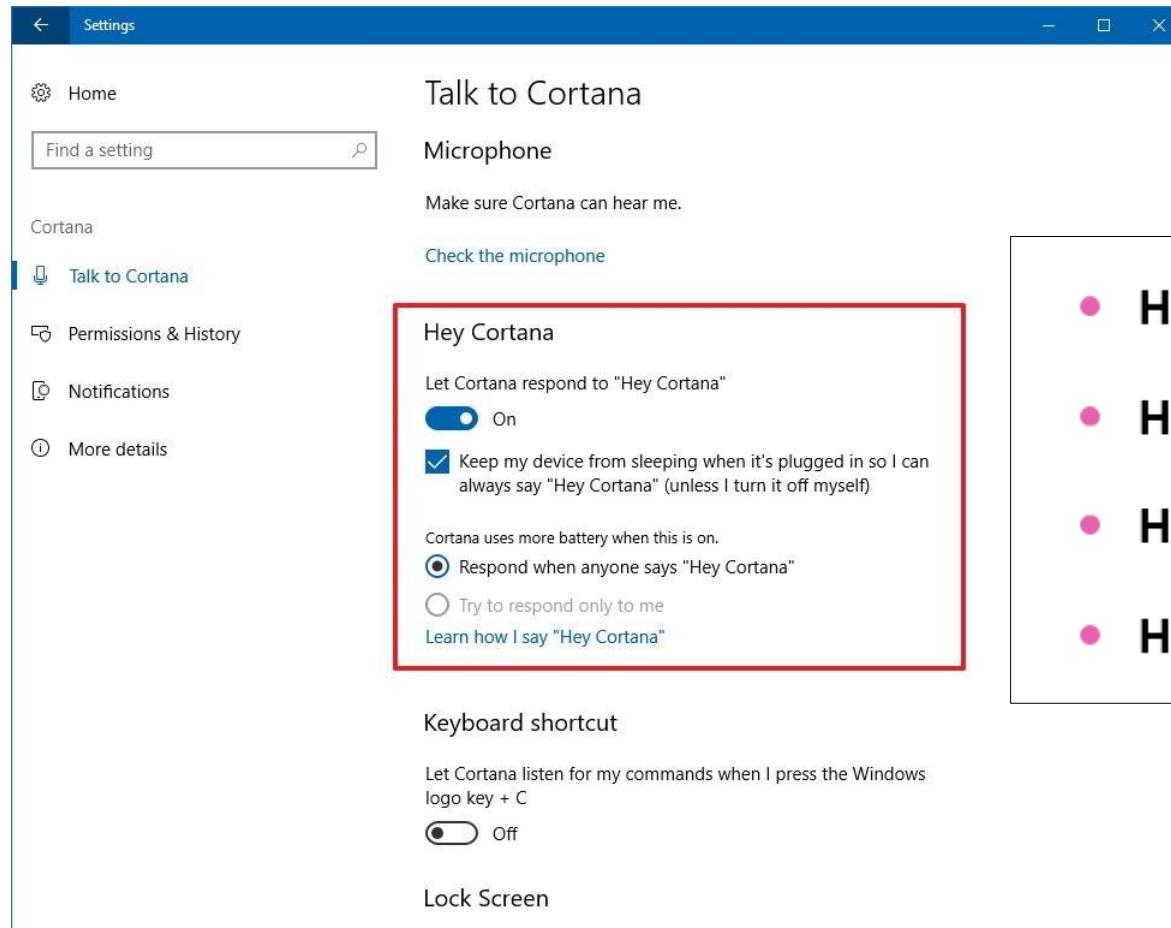 Settings
Home
Find a setting
Cortana
Talk to Cortana
Permissions & History
Notifications
More details
Talk to Cortana
Microphone
Make sure Cortana can hear me.
Check the microphone
Hey Cortana
Let Cortana respond to "Hey Cortana"
On
Keep my device from sleeping when it's plugged in so I can
always say "Hey Cortana" (unless I turn it off myself)
Cortana uses more battery when this is on.
Respond when anyone says "Hey Cortana"
Try to respond only to me
Learn how I say "Hey Cortana"
Keyboard shortcut
Let Cortana listen for my commands when I press the Windows
logo key + C
Off
Lock Screen
H
H
H
H